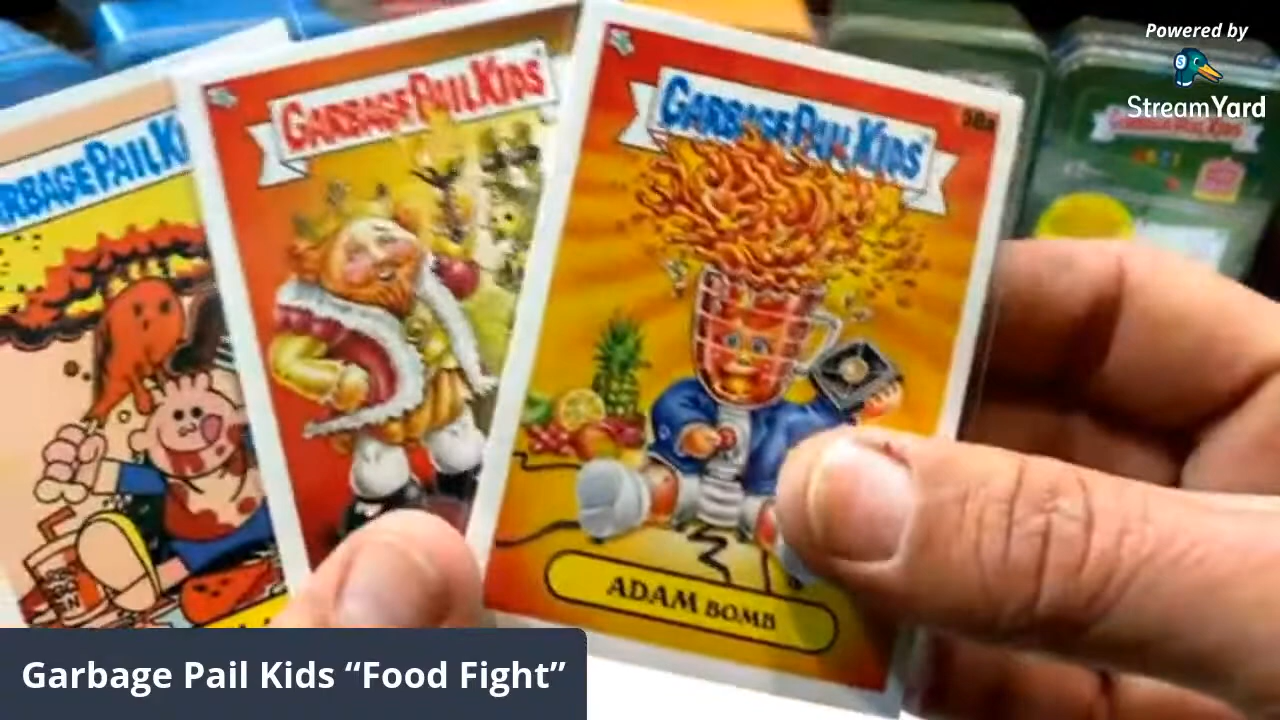 Powered by
StreamYard
GARBAGE PAIL KIDS
GARBAGE PAIL KIDS
GARBAGE PAIL KIDS
58a
ADAM BOMB
Garbage Pail Kids “Food Fight”